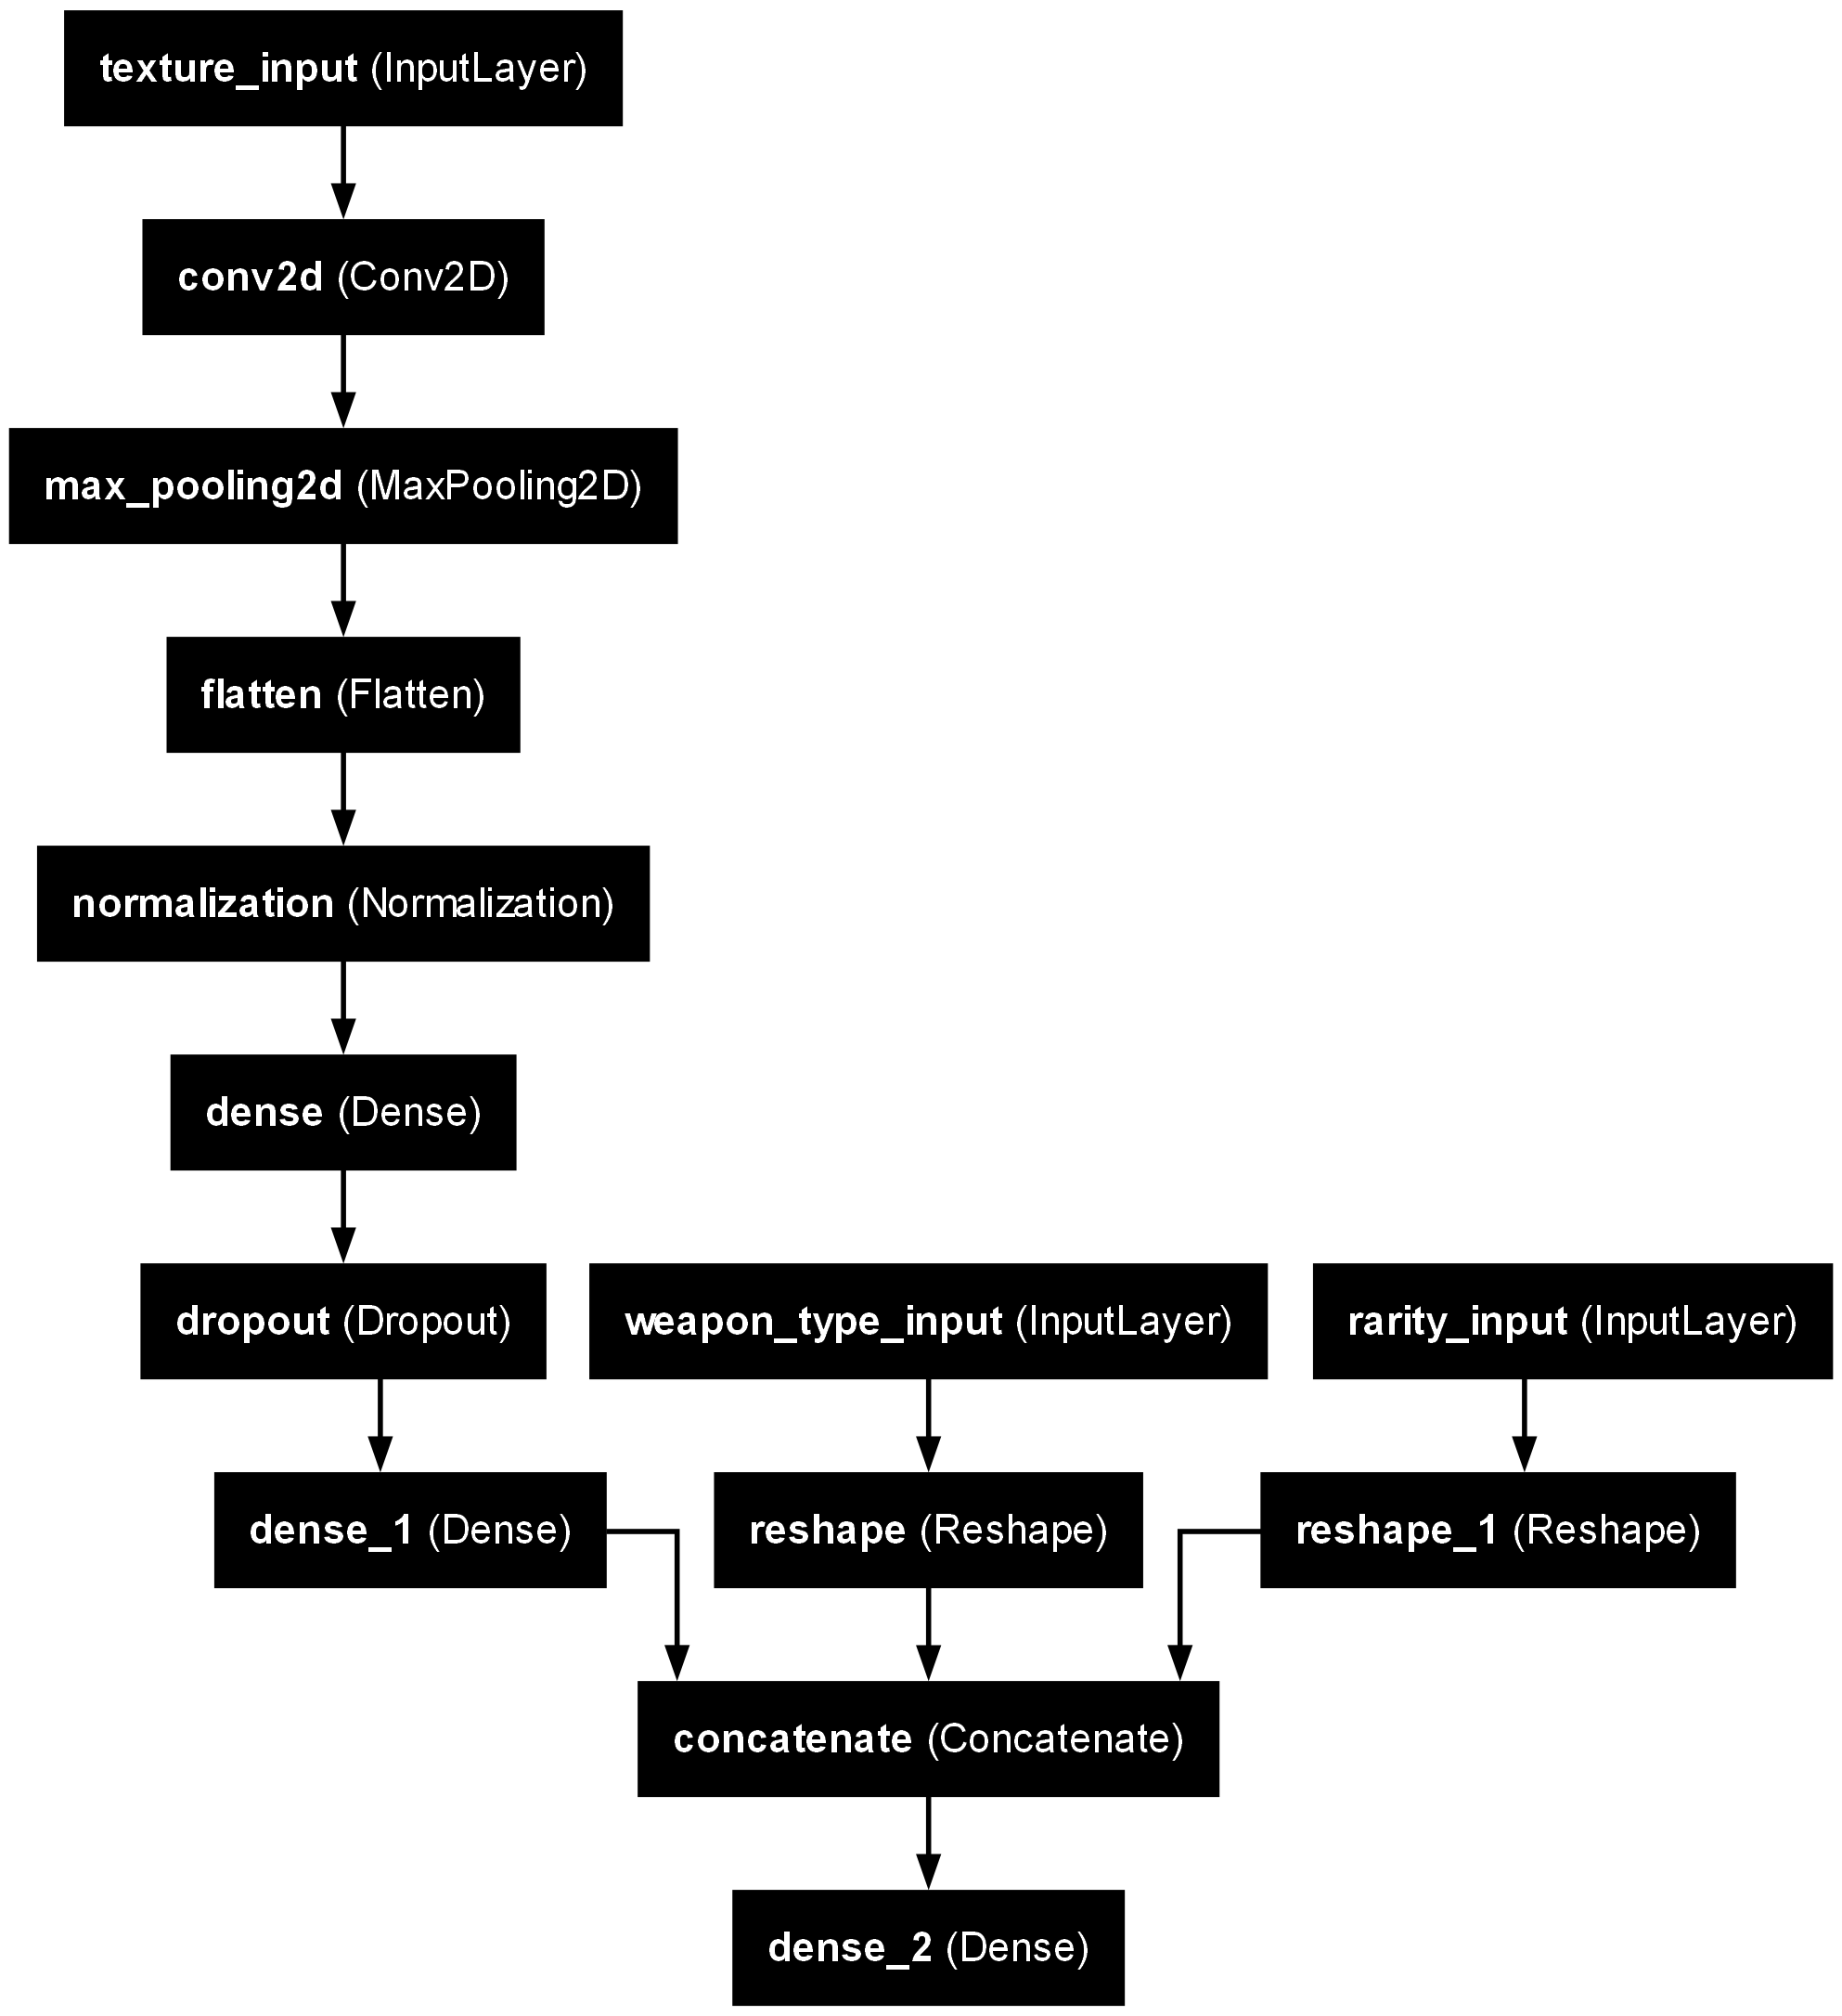 texture_input (InputLayer)
conv2d (Conv2D)
max_pooling2d (MaxPooling2D)
flatten (Flatten)
normalization (Normalization)
dense (Dense)
dropout (Dropout)
weapon_type_input (InputLayer)
rarity_input (InputLayer)
dense_1 (Dense)
reshape (Reshape)
reshape_1 (Reshape)
concatenate (Concatenate)
dense_2 (Dense)